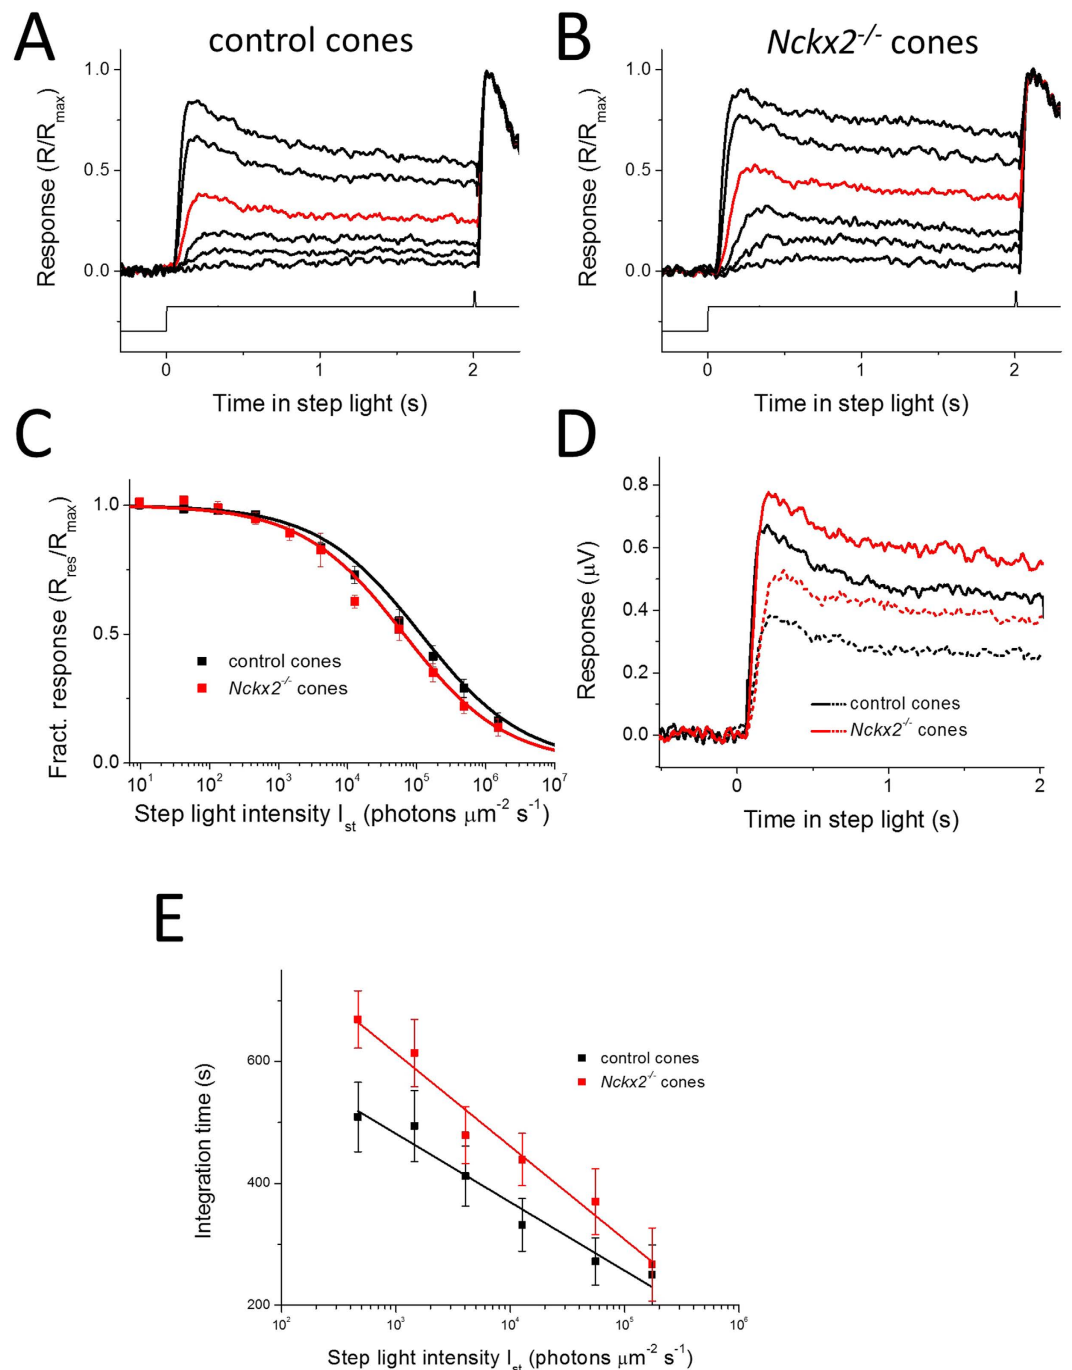 A
control cones
B
Nckx2-/- cones
Response (R/Rmax)
1.0
0.5
0.0
0
1
2
Time in step light (s)
Response (R/Rmax)
1.0
0.5
0.0
0
1
2
Time in step light (s)
C
Fract. response (Rres/Rmax)
1.0
0.5
0.0
control cones
Nckx2-/- cones
10^1
10^2
10^3
10^4
10^5
10^6
10^7
Step light intensity Ist (photons μm-2 s-1)
D
Response (μV)
0.8
0.6
0.4
0.2
0.0
control cones
Nckx2-/- cones
0
1
2
Time in step light (s)
E
Integration time (s)
600
400
200
control cones
Nckx2-/- cones
10^2
10^3
10^4
10^5
10^6
Step light intensity Ist (photons μm-2 s-1)